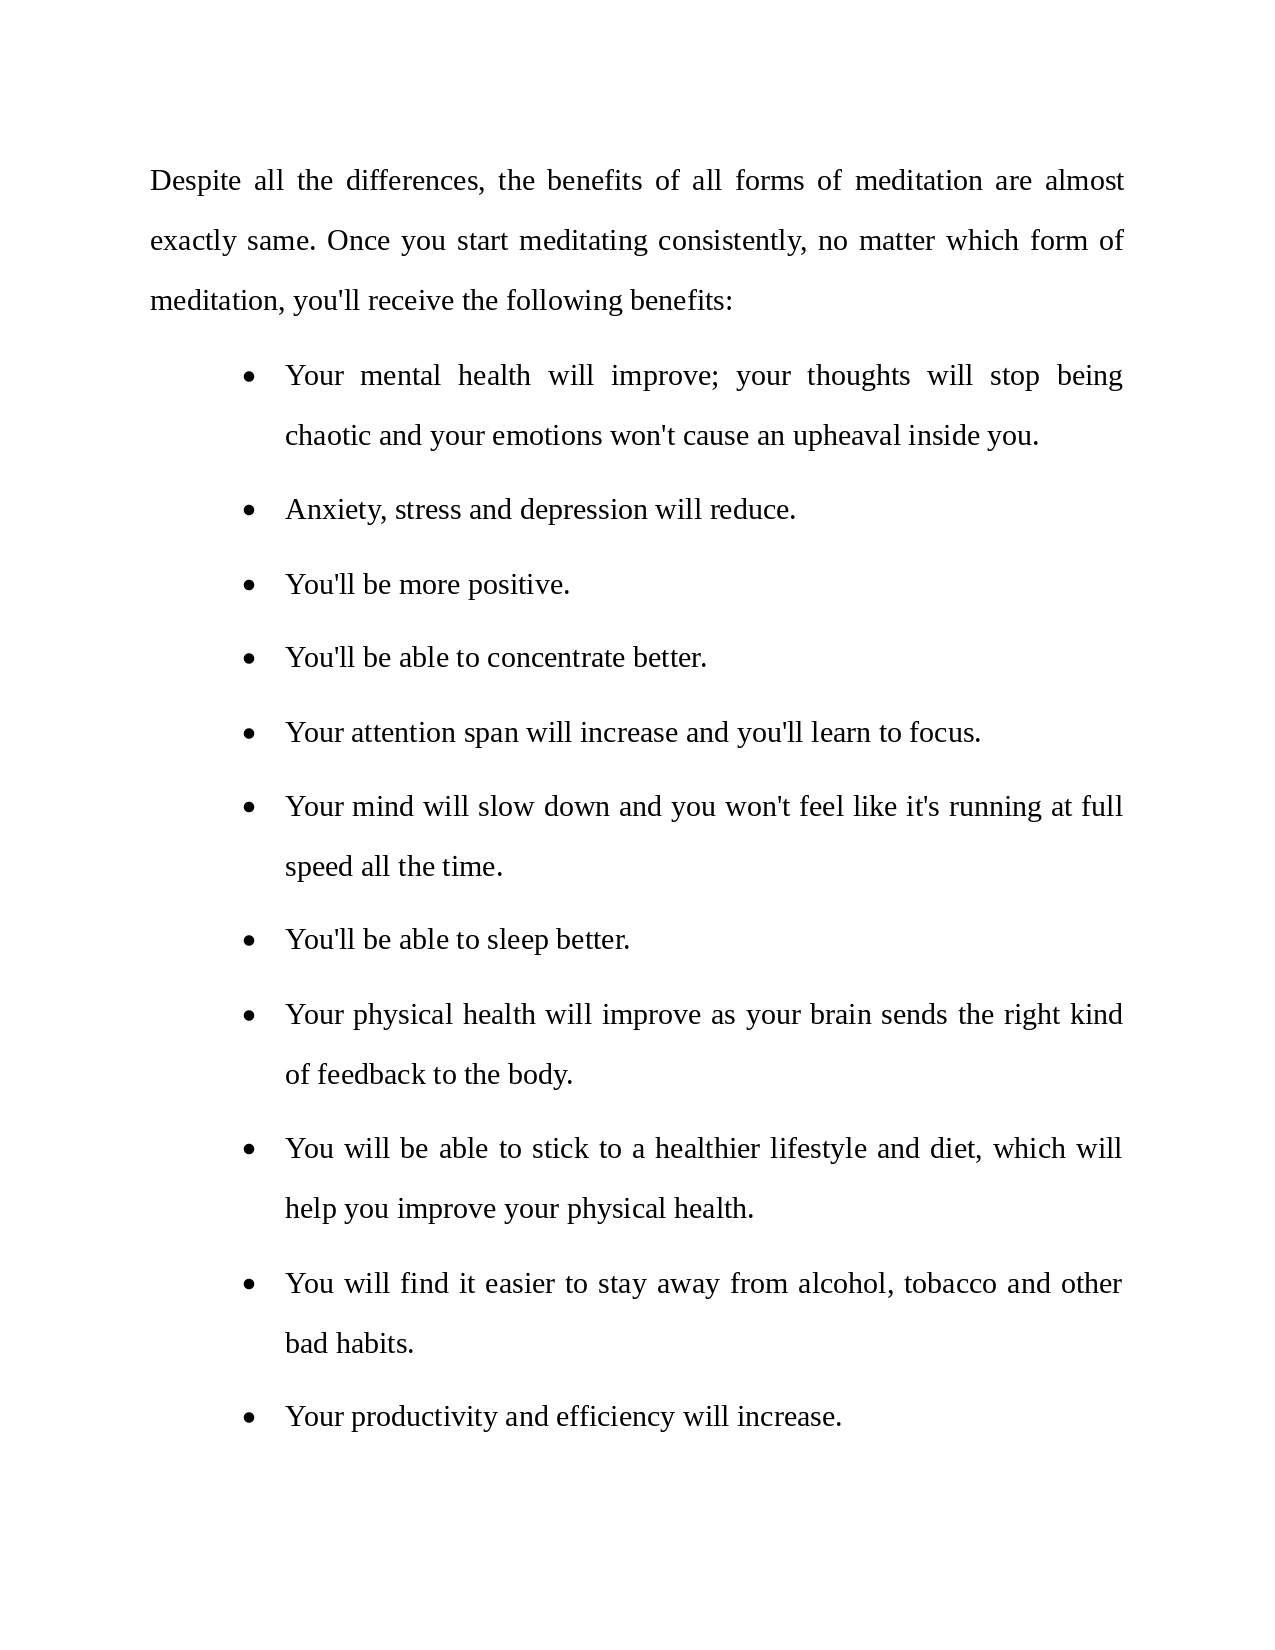 Despite all the differences, the benefits of all forms of meditation are almost
exactly same. Once you start meditating consistently, no matter which form of
meditation, you'll receive the following benefits:
• Your mental health will improve; your thoughts will stop being
chaotic and your emotions won't cause an upheaval inside you.
• Anxiety, stress and depression will reduce.
• You'll be more positive.
• You'll be able to concentrate better.
• Your attention span will increase and you'll learn to focus.
• Your mind will slow down and you won't feel like it's running at full
speed all the time.
• You'll be able to sleep better.
• Your physical health will improve as your brain sends the right kind
of feedback to the body.
• You will be able to stick to a healthier lifestyle and diet, which will
help you improve your physical health.
• You will find it easier to stay away from alcohol, tobacco and other
bad habits.
• Your productivity and efficiency will increase.